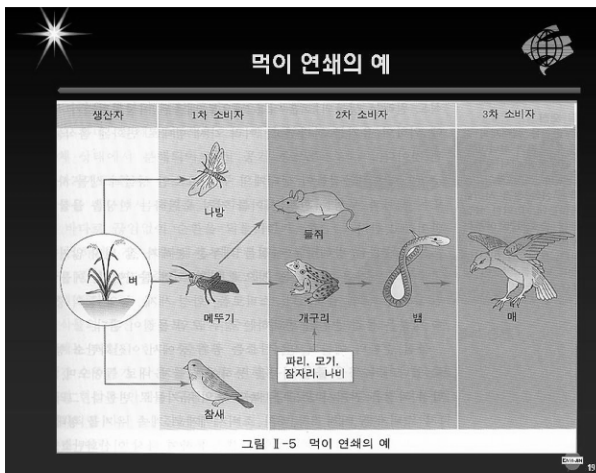 먹이 연쇄의 예
생산자 1차 소비자 2차 소비자 3차 소비자
나방
들쥐
벼
메뚜기 개구리 뱀 매
파리, 모기,
잠자리, 나비
참새
그림 Ⅱ-5 먹이 연쇄의 예
19